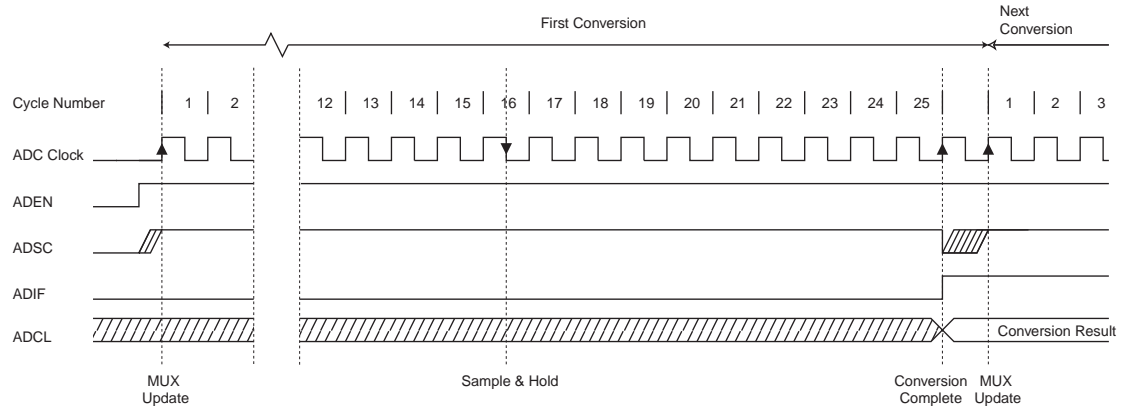 First Conversion
Next
Conversion
Cycle Number 1 2 12 13 14 15 16 17 18 19 20 21 22 23 24 25 1 2 3
ADC Clock
ADEN
ADSC
ADIF
ADCL
Conversion Result
MUX
Update
Sample & Hold
Conversion
Complete
MUX
Update